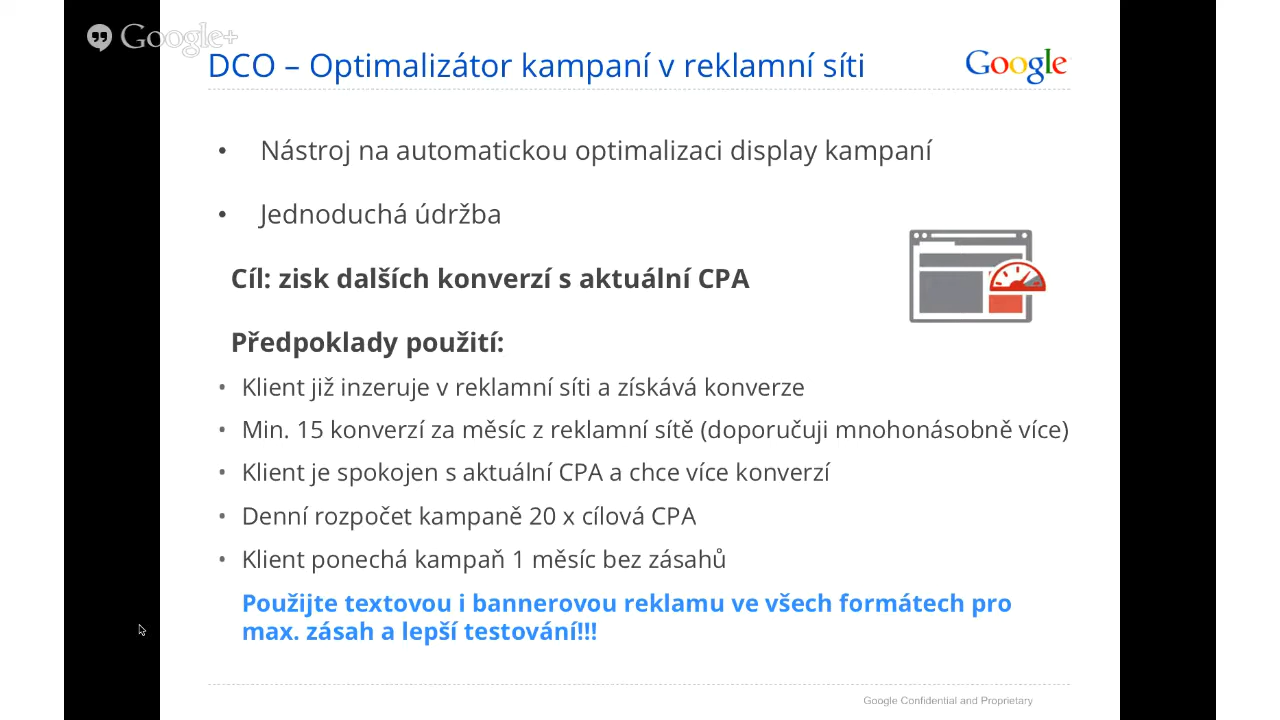 Google+
DCO – Optimalizátor kampaní v reklamní síti
Google
• Nástroj na automatickou optimalizaci display kampaní
• Jednoduchá údržba
Cíl: zisk dalších konverzí s aktuální CPA
Předpoklady použití:
• Klient již inzeruje v reklamní síti a získává konverze
• Min. 15 konverzí za měsíc z reklamní sítě (doporučuji mnohonásobně více)
• Klient je spokojen s aktuální CPA a chce více konverzí
• Denní rozpočet kampaně 20 x cílová CPA
• Klient ponechá kampaň 1 měsíc bez zásahů
Použijte textovou i bannerovou reklamu ve všech formátech pro
max. zásah a lepší testování!!!
Google Confidential and Proprietary